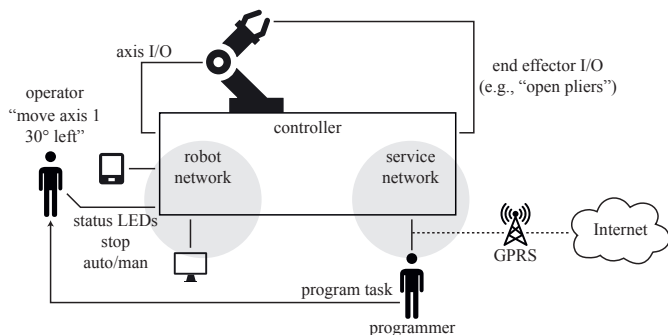 axis I/O
end effector I/O
(e.g., “open pliers”)
operator
“move axis 1
30° left”
controller
robot
network
service
network
status LEDs
stop
auto/man
GPRS
Internet
program task
programmer